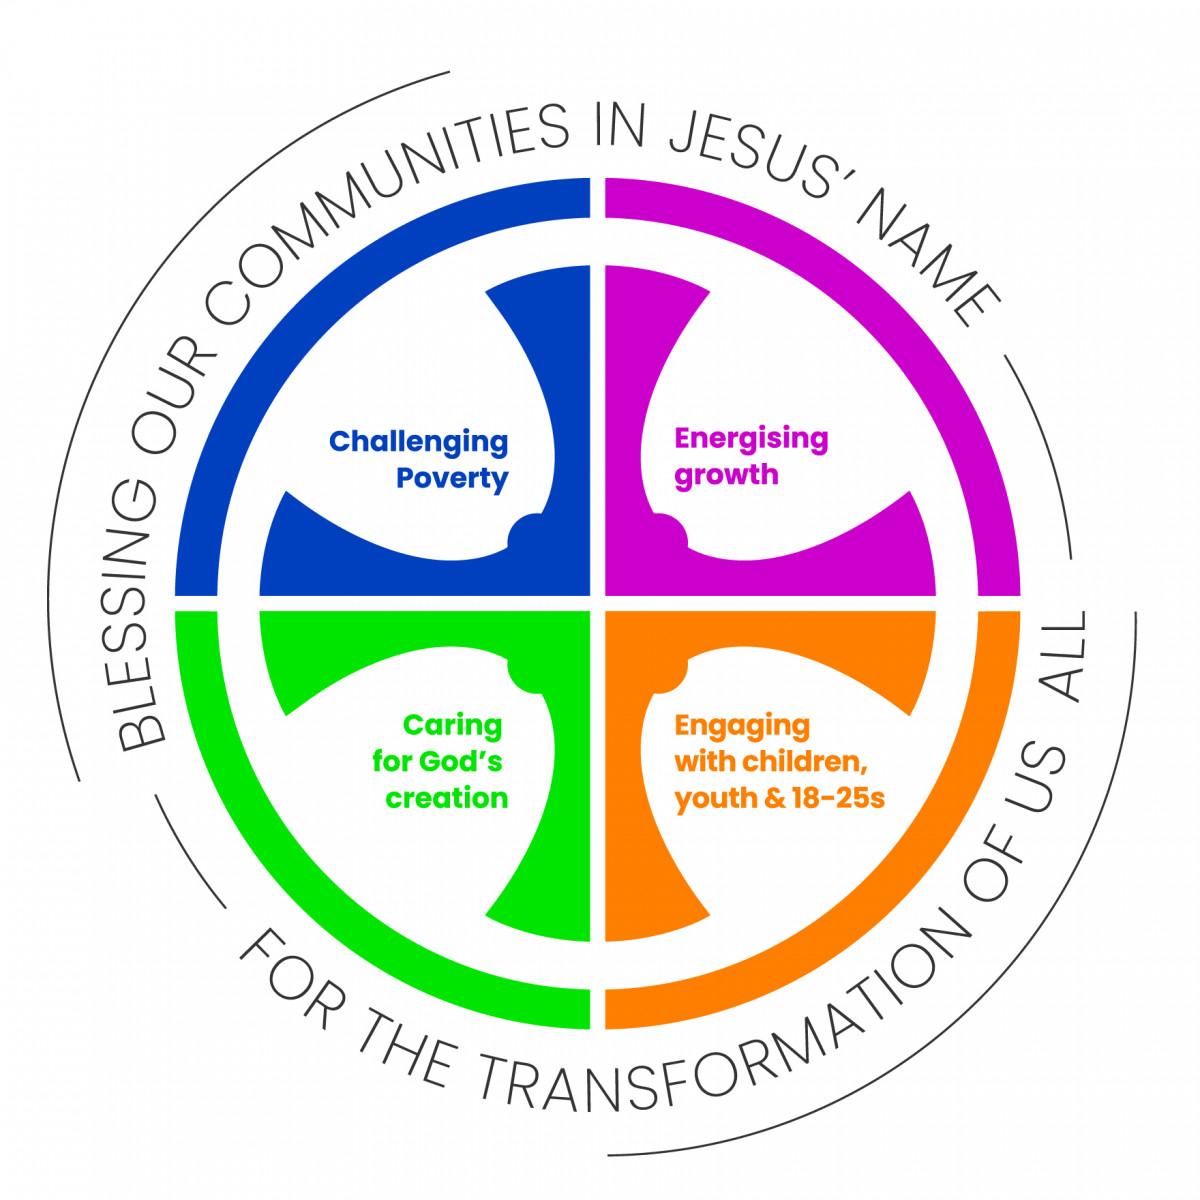 BLESSING OUR COMMUNITIES IN JESUS’ NAME
Challenging
Poverty
Energising
growth
Caring
for God’s
creation
Engaging
with children,
youth & 18-25s
FOR THE TRANSFORMATION OF US ALL